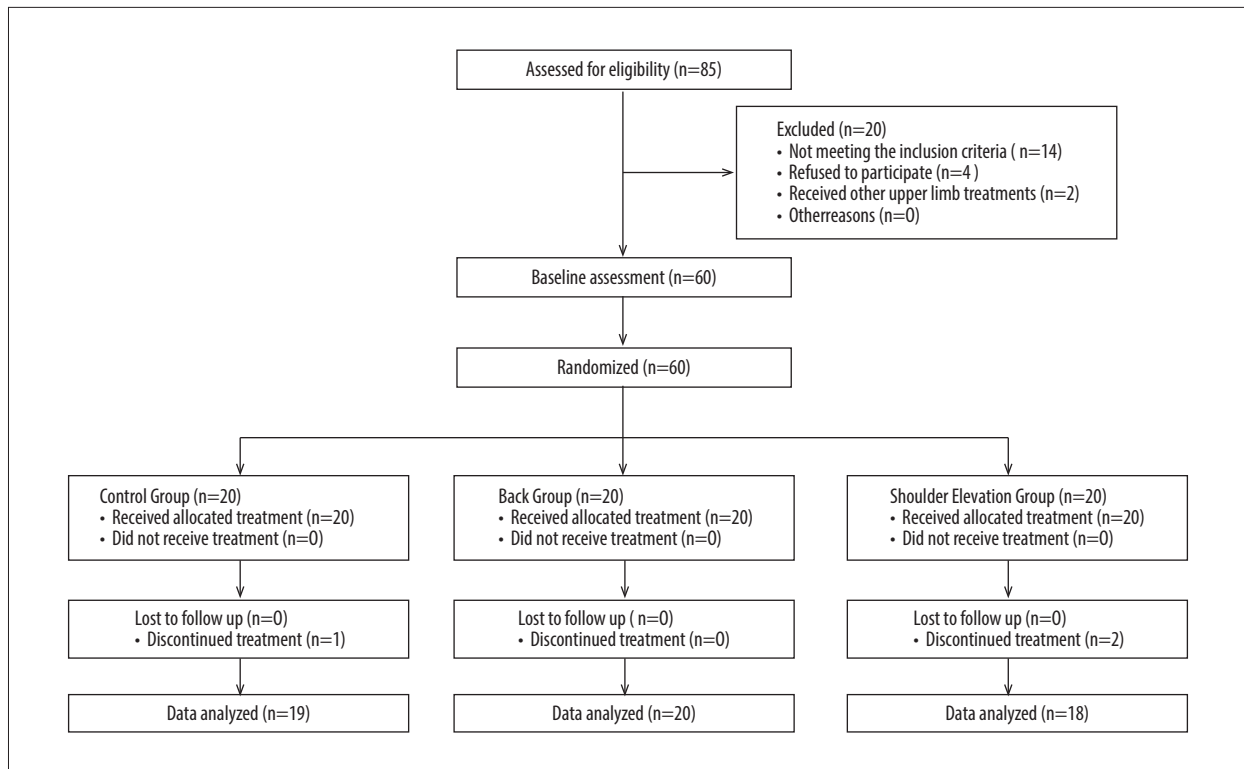 Assessed for eligibility (n=85)
Excluded (n=20)
• Not meeting the inclusion criteria ( n=14)
• Refused to participate (n=4 )
• Received other upper limb treatments (n=2)
• Otherreasons (n=0)
Baseline assessment (n=60)
Randomized (n=60)
Control Group (n=20)
• Received allocated treatment (n=20)
• Did not receive treatment (n=0)
Back Group (n=20)
• Received allocated treatment (n=20)
• Did not receive treatment (n=0)
Shoulder Elevation Group (n=20)
• Received allocated treatment (n=20)
• Did not receive treatment (n=0)
Lost to follow up (n=0)
• Discontinued treatment (n=1)
Lost to follow up ( n=0)
• Discontinued treatment (n=0)
Lost to follow up (n=0)
• Discontinued treatment (n=2)
Data analyzed (n=19)
Data analyzed (n=20)
Data analyzed (n=18)